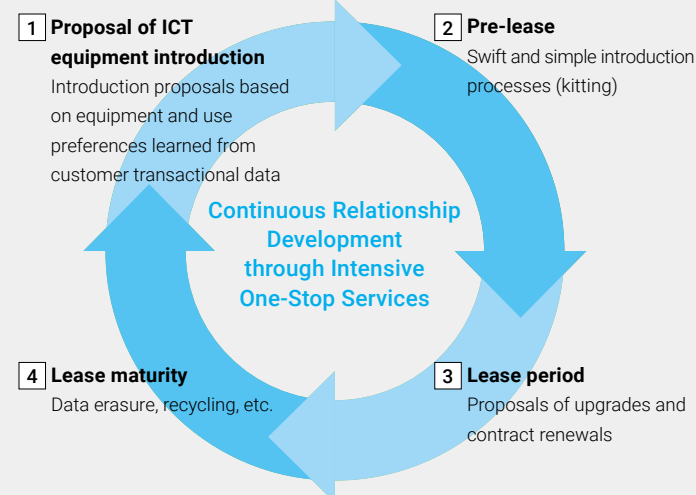 1 Proposal of ICT
equipment introduction
Introduction proposals based
on equipment and use
preferences learned from
customer transactional data
2 Pre-lease
Swift and simple introduction
processes (kitting)
Continuous Relationship
Development
through Intensive
One-Stop Services
4 Lease maturity
Data erasure, recycling, etc.
3 Lease period
Proposals of upgrades and
contract renewals